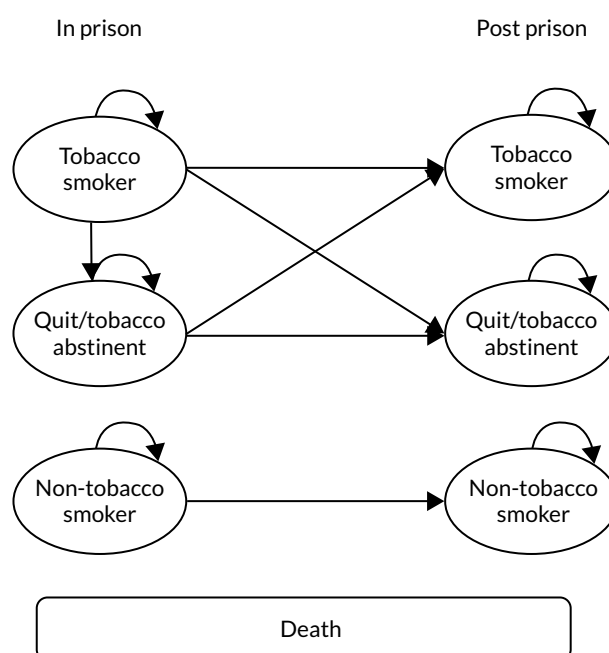 In prison
Post prison
Tobacco
smoker
Tobacco
smoker
Quit/tobacco
abstinent
Quit/tobacco
abstinent
Non-tobacco
smoker
Non-tobacco
smoker
Death